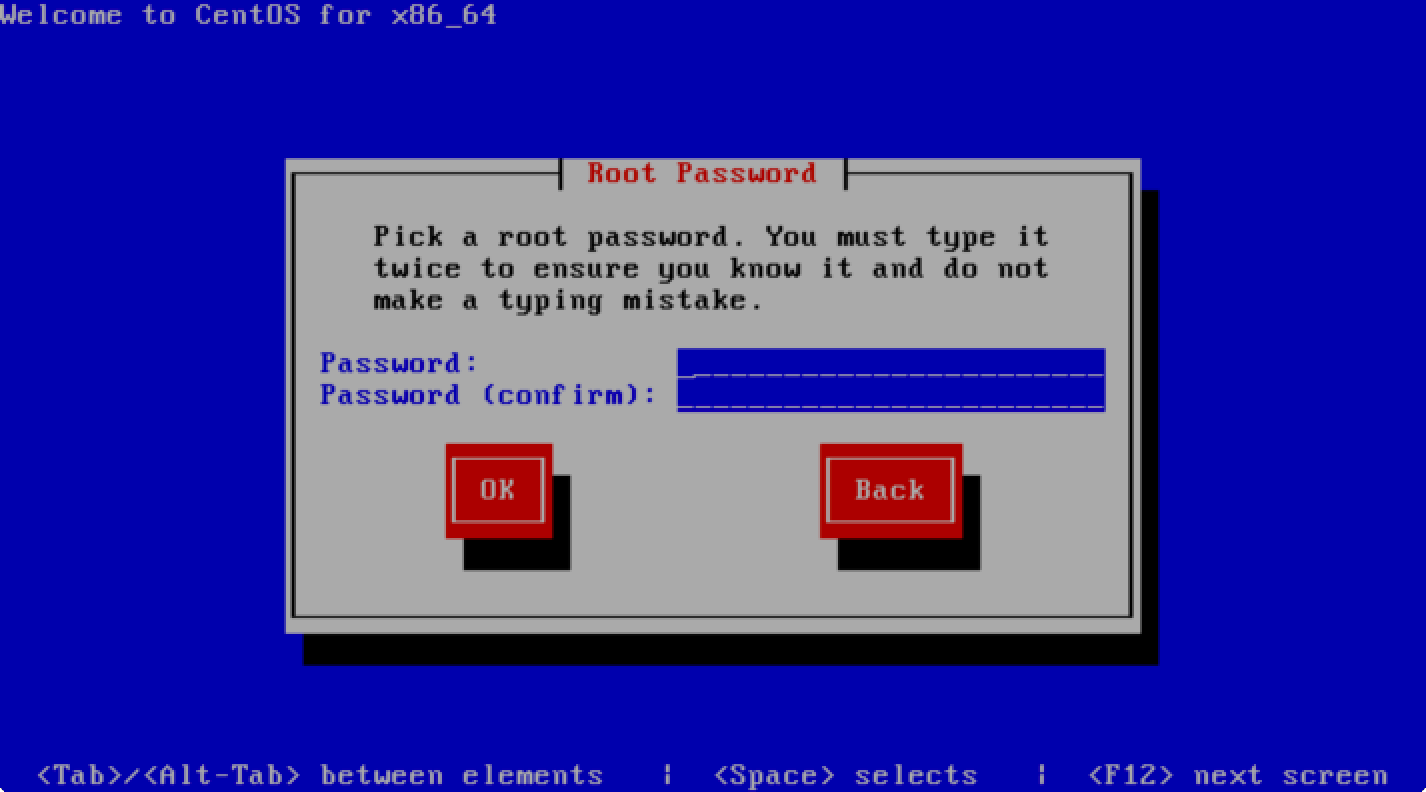 Welcome to CentOS for x86_64
Root Password
Pick a root password. You must type it
twice to ensure you know it and do not
make a typing mistake.
Password:
Password (confirm):
OK Back
<Tab>/<Alt-Tab> between elements | <Space> selects | <F12> next screen